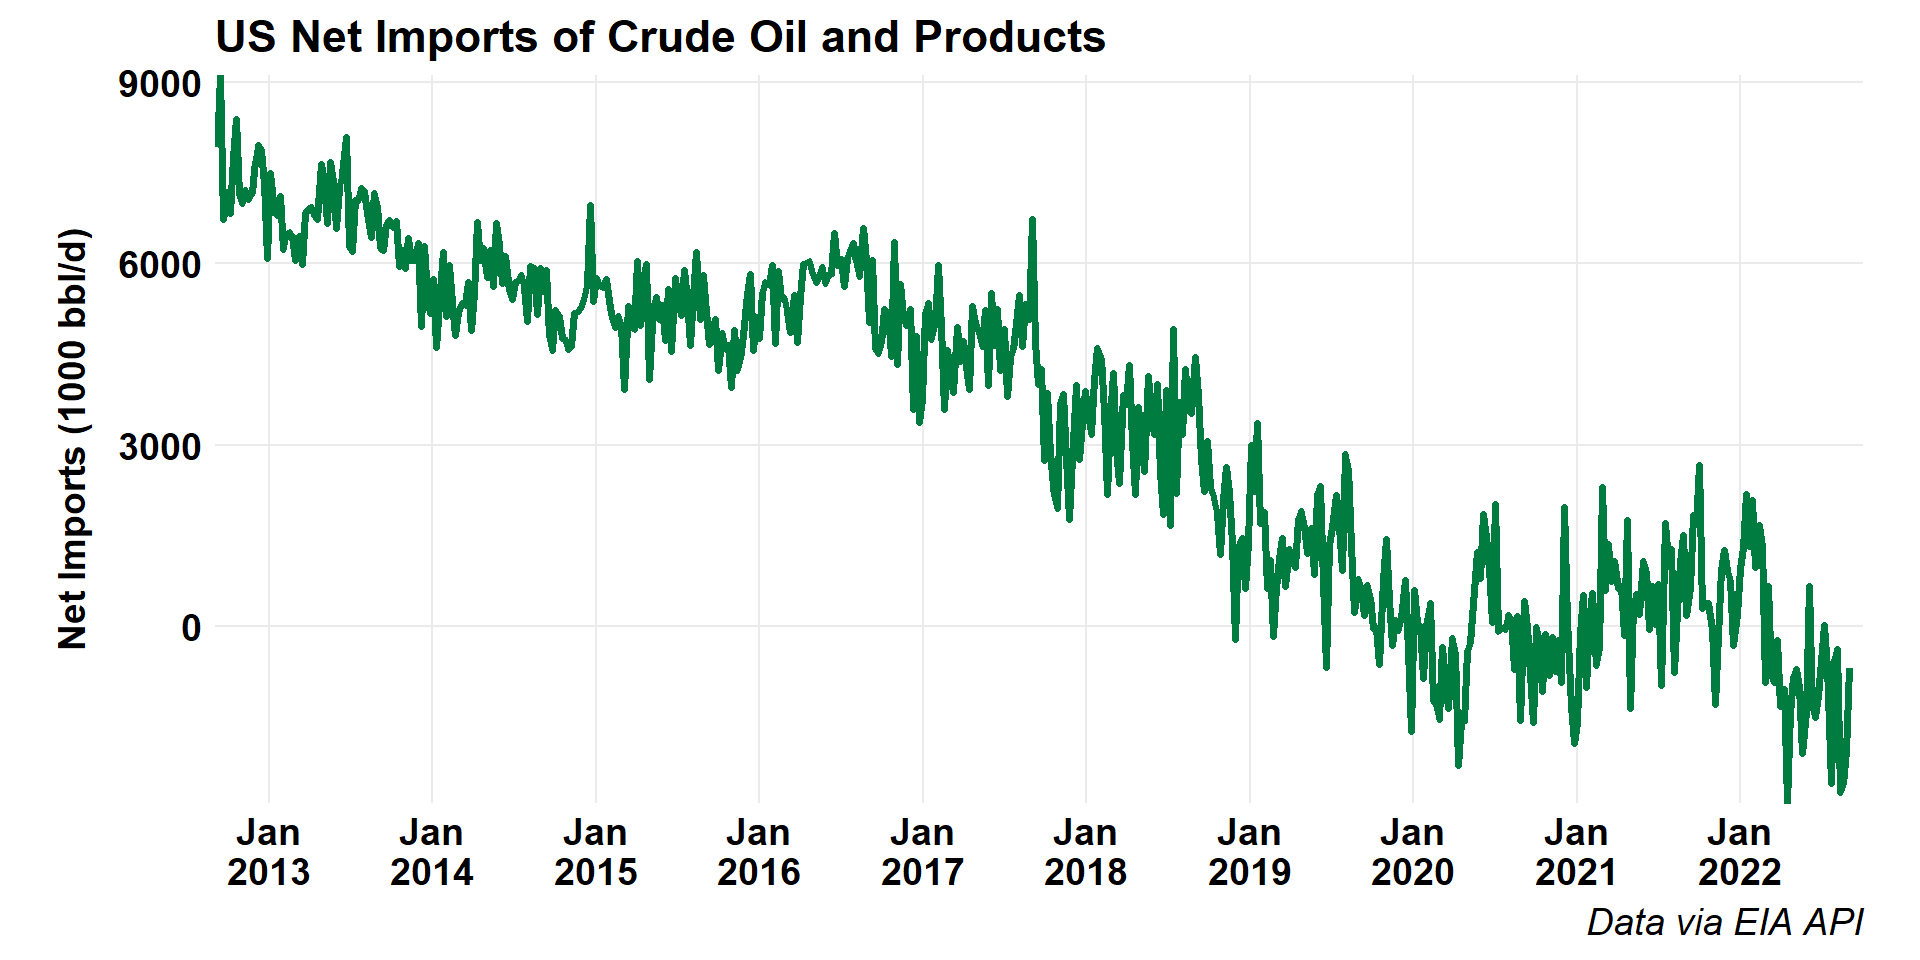 US Net Imports of Crude Oil and Products
Net Imports (1000 bbl/d)
9000
6000
3000
0
Jan 2013
Jan 2014
Jan 2015
Jan 2016
Jan 2017
Jan 2018
Jan 2019
Jan 2020
Jan 2021
Jan 2022
Data via EIA API